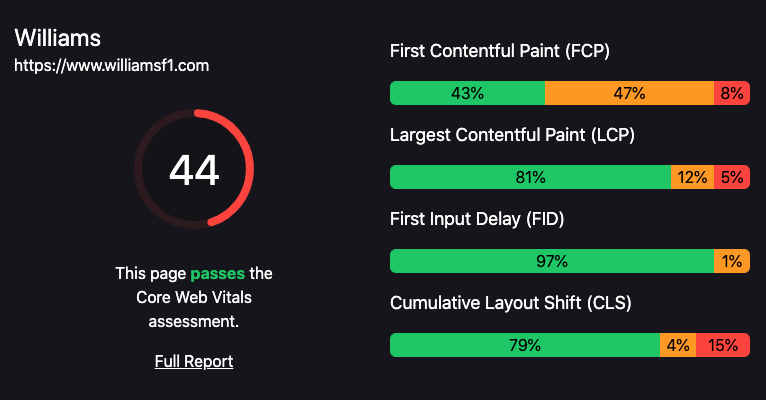 Williams
https://www.williamsf1.com
44
This page passes the
Core Web Vitals
assessment.
Full Report
First Contentful Paint (FCP)
43% 47% 8%
Largest Contentful Paint (LCP)
81% 12% 5%
First Input Delay (FID)
97% 1%
Cumulative Layout Shift (CLS)
79% 4% 15%